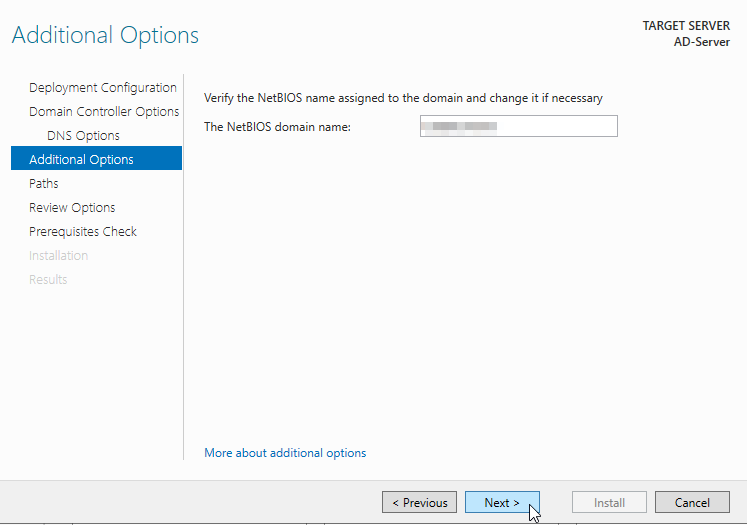 Additional Options
TARGET SERVER
AD-Server
Deployment Configuration
Domain Controller Options
DNS Options
Additional Options
Paths
Review Options
Prerequisites Check
Installation
Results
Verify the NetBIOS name assigned to the domain and change it if necessary
The NetBIOS domain name:
More about additional options
< Previous
Next >
Install
Cancel